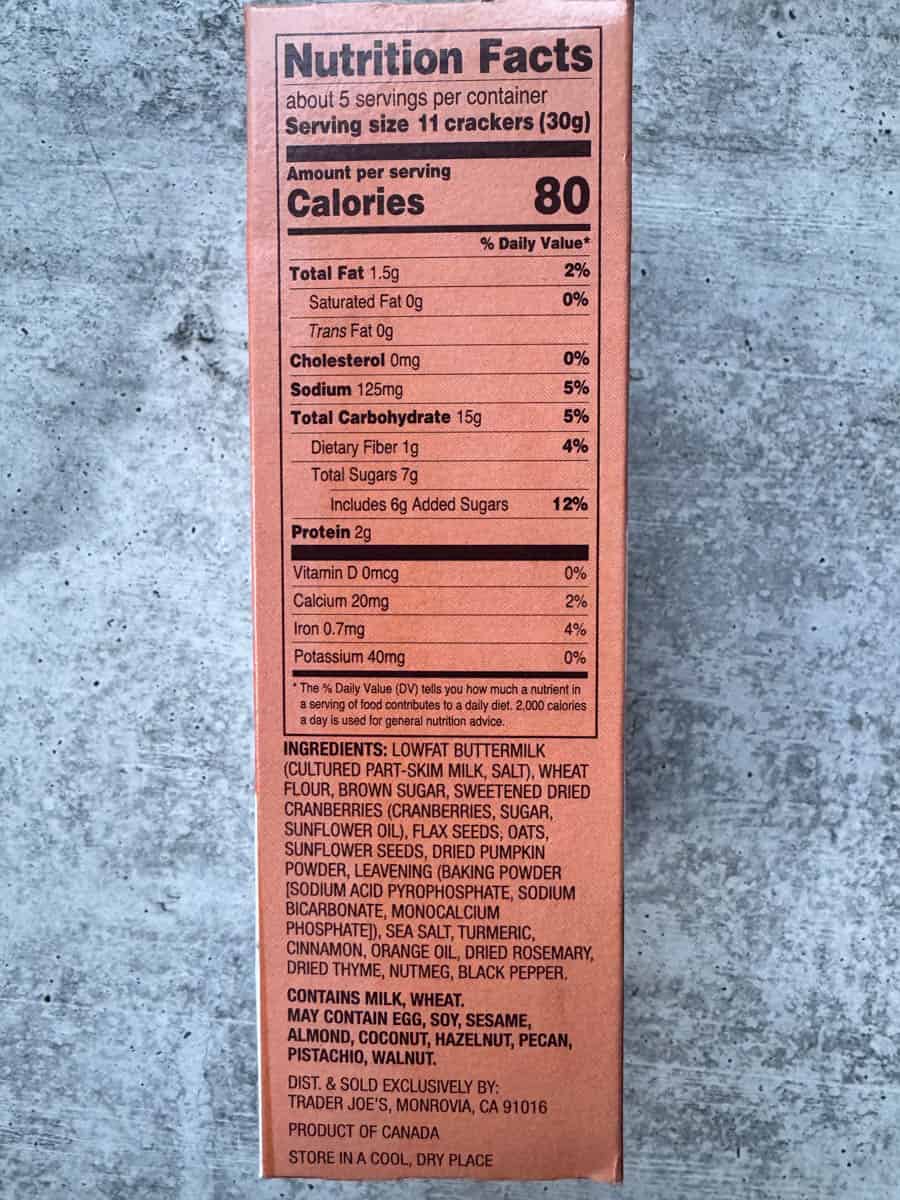 Nutrition Facts
about 5 servings per container
Serving size 11 crackers (30g)
Amount per serving
Calories 80
% Daily Value*
Total Fat 1.5g 2%
Saturated Fat 0g 0%
Trans Fat 0g
Cholesterol 0mg 0%
Sodium 125mg 5%
Total Carbohydrate 15g 5%
Dietary Fiber 1g 4%
Total Sugars 7g
Includes 6g Added Sugars 12%
Protein 2g
Vitamin D 0mcg 0%
Calcium 20mg 2%
Iron 0.7mg 4%
Potassium 40mg 0%
* The % Daily Value (DV) tells you how much a nutrient in
a serving of food contributes to a daily diet. 2,000 calories
a day is used for general nutrition advice.
INGREDIENTS: LOWFAT BUTTERMILK
(CULTURED PART-SKIM MILK, SALT), WHEAT
FLOUR, BROWN SUGAR, SWEETENED DRIED
CRANBERRIES (CRANBERRIES, SUGAR,
SUNFLOWER OIL), FLAX SEEDS, OATS,
SUNFLOWER SEEDS, DRIED PUMPKIN
POWDER, LEAVENING (BAKING POWDER
[SODIUM ACID PYROPHOSPHATE, SODIUM
BICARBONATE, MONOCALCIUM
PHOSPHATE]), SEA SALT, TURMERIC,
CINNAMON, ORANGE OIL, DRIED ROSEMARY,
DRIED THYME, NUTMEG, BLACK PEPPER.
CONTAINS MILK, WHEAT.
MAY CONTAIN EGG, SOY, SESAME,
ALMOND, COCONUT, HAZELNUT, PECAN,
PISTACHIO, WALNUT.
DIST. & SOLD EXCLUSIVELY BY:
TRADER JOE'S, MONROVIA, CA 91016
PRODUCT OF CANADA
STORE IN A COOL, DRY PLACE